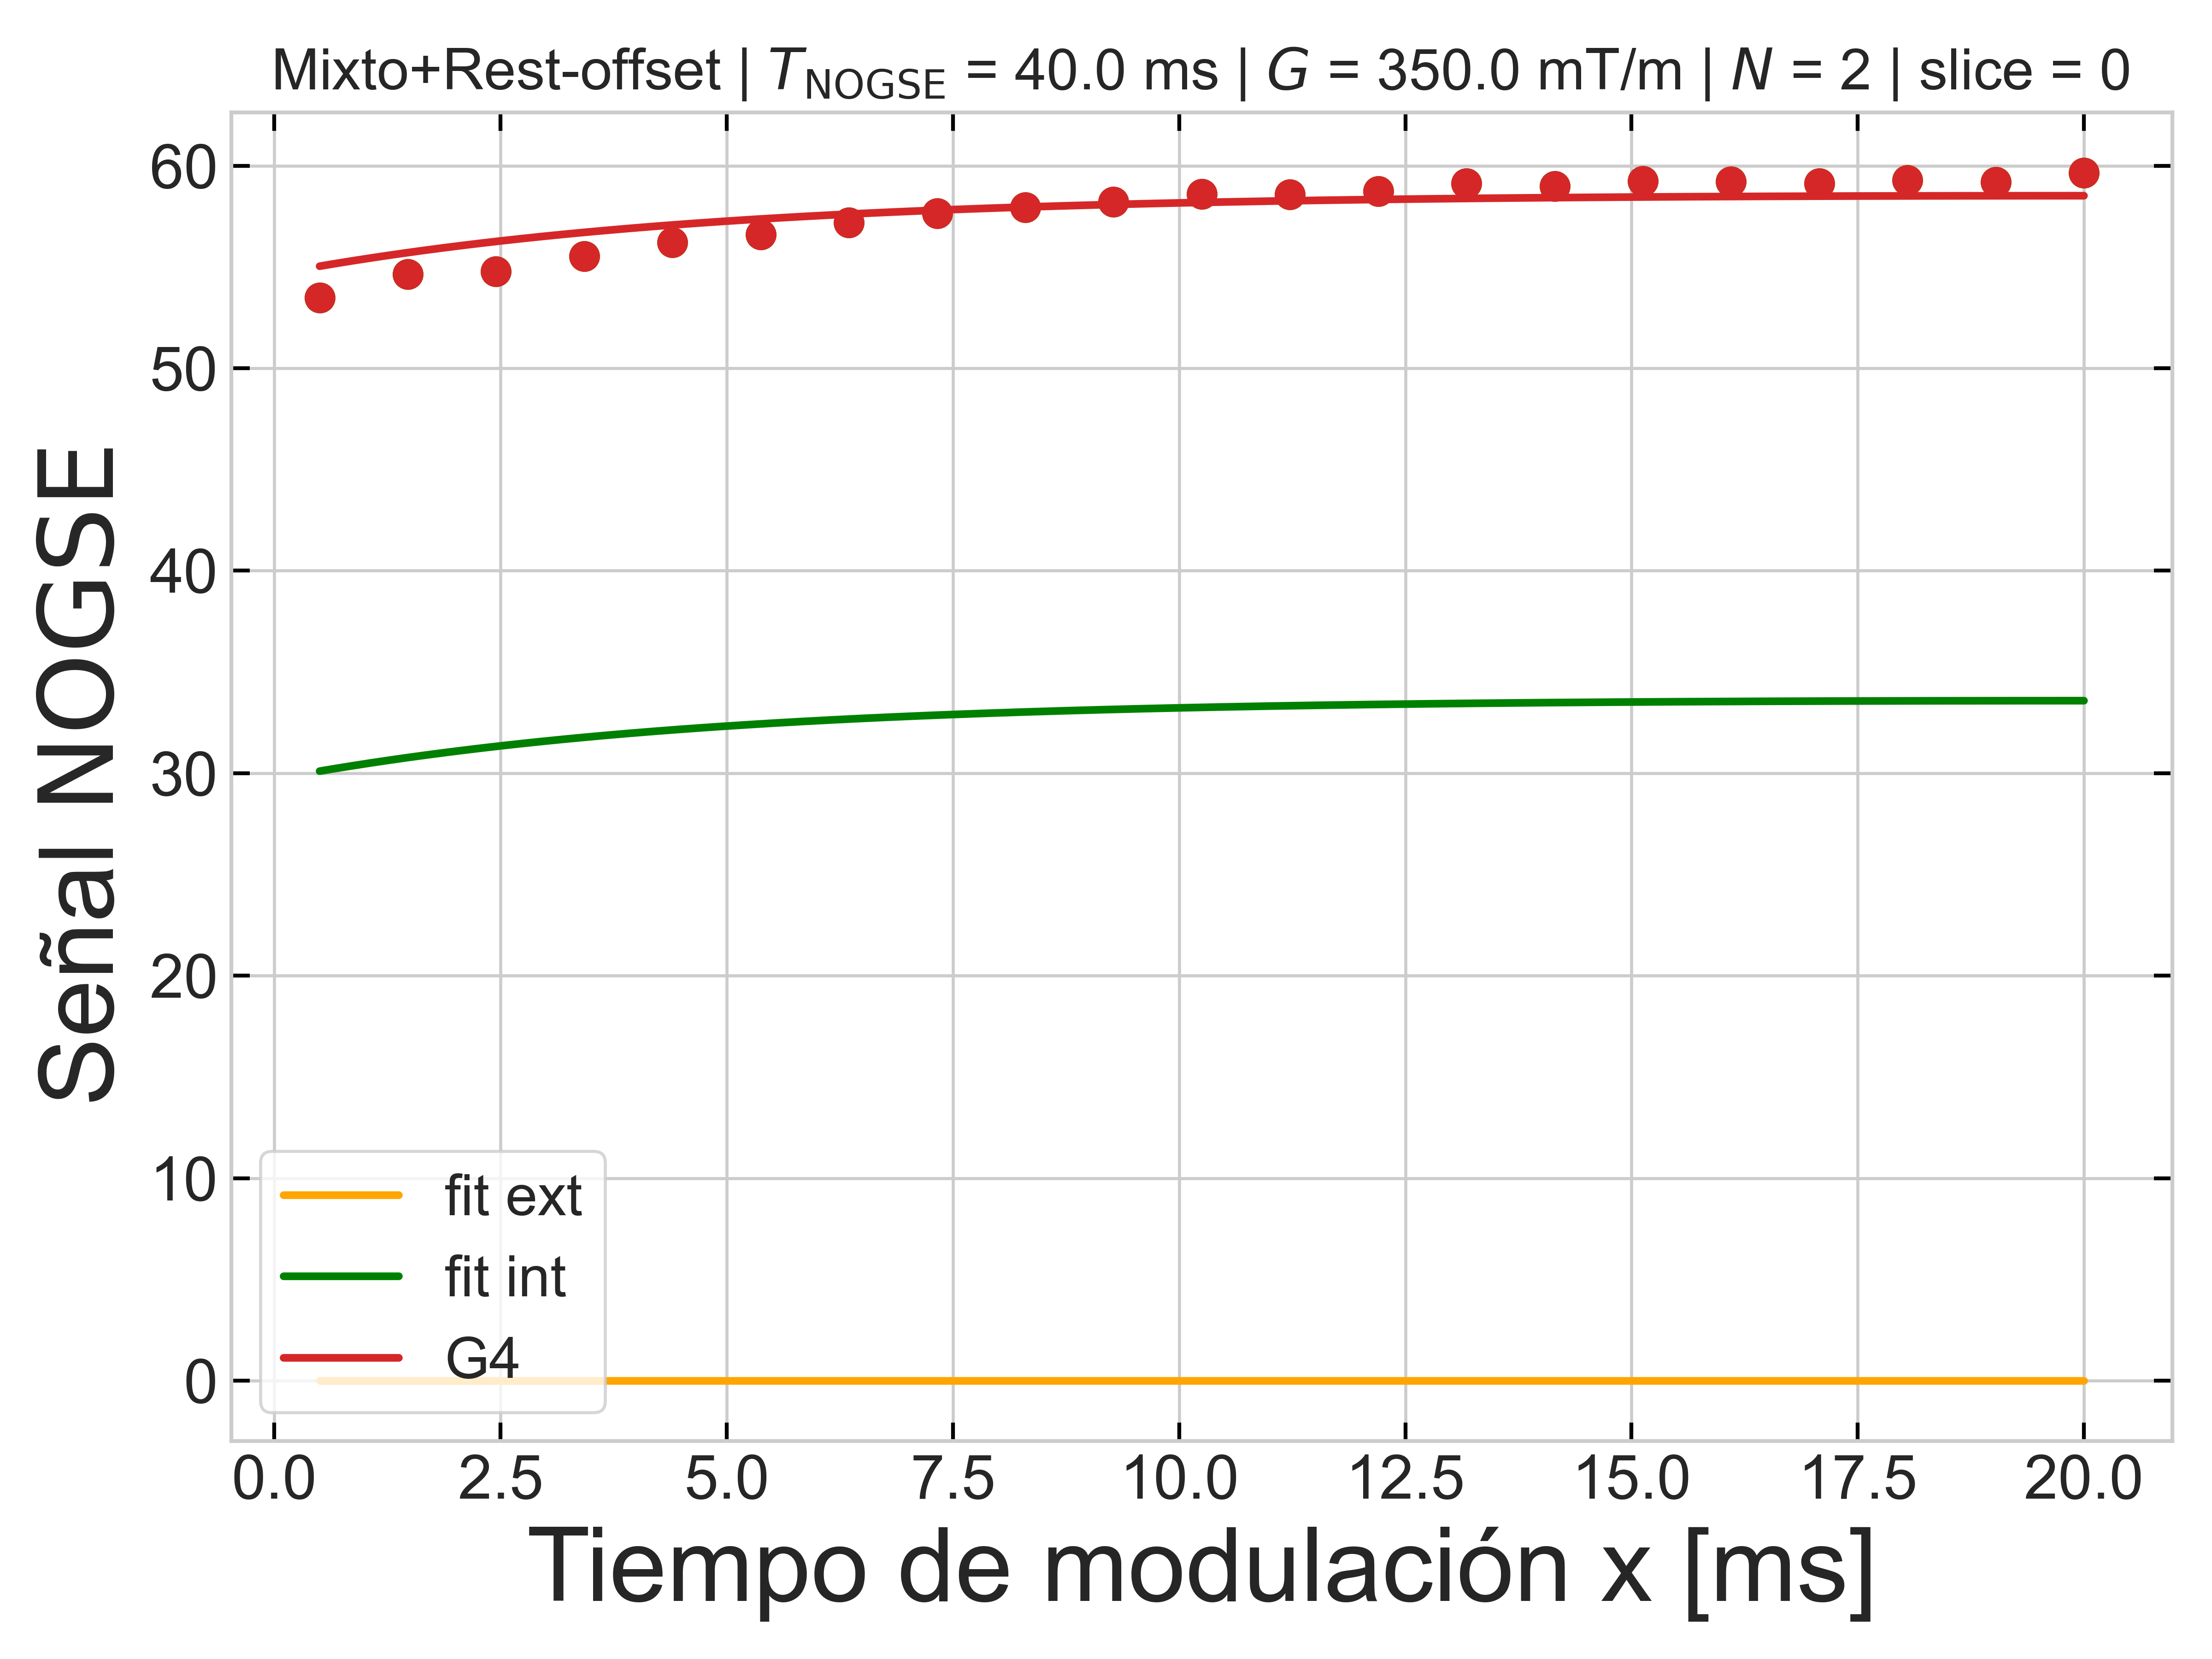 Mixto+Rest-offset | T_NOGSE = 40.0 ms | G = 350.0 mT/m | N = 2 | slice = 0
Señal NOGSE
60
50
40
30
20
10
0
fit ext
fit int
G4
0.0 2.5 5.0 7.5 10.0 12.5 15.0 17.5 20.0
Tiempo de modulación x [ms]